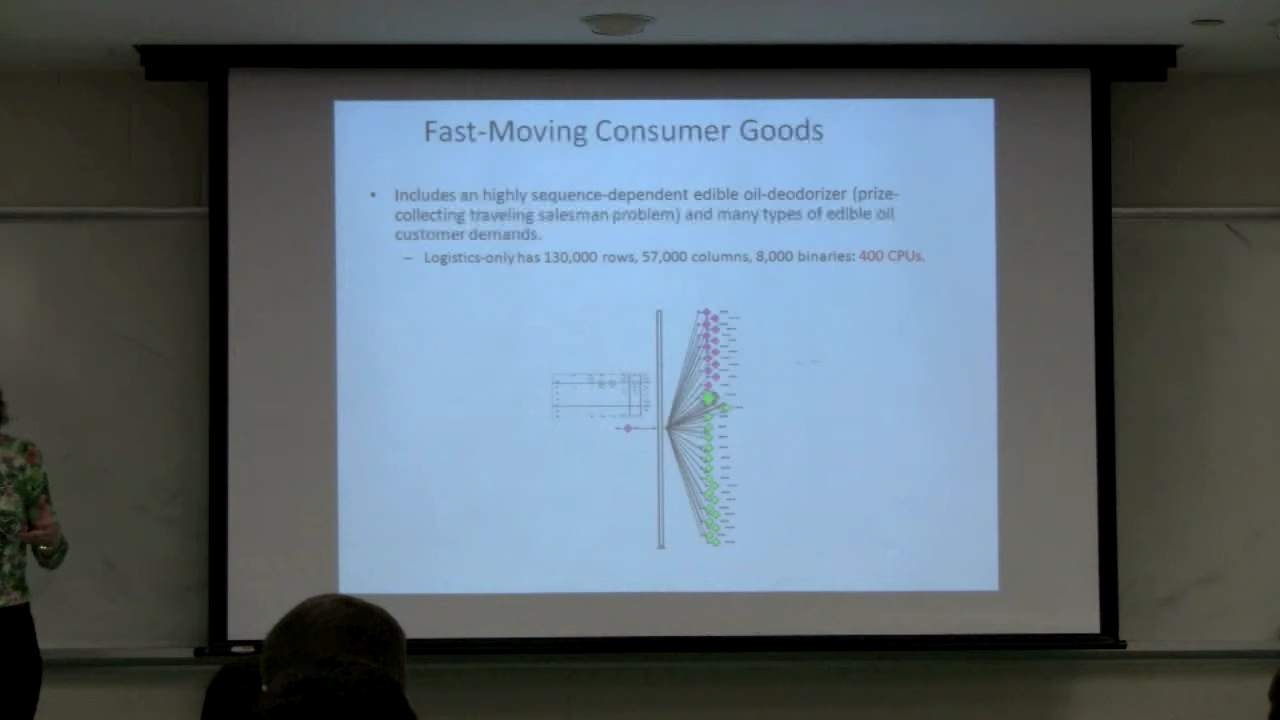 Fast-Moving Consumer Goods
• Includes an highly sequence-dependent edible oil-deodorizer (prize-
collecting traveling salesman problem) and many types of edible oil
customer demands.
– Logistics-only has 130,000 rows, 57,000 columns, 8,000 binaries: 400 CPUs.